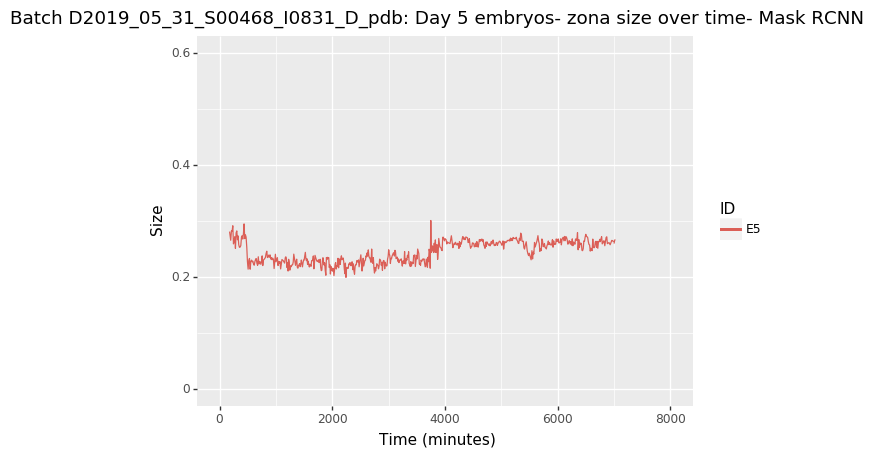 Batch D2019_05_31_S00468_I0831_D_pdb: Day 5 embryos- zona size over time- Mask RCNN
0.6
0.4
0.2
0
Size
0
2000
4000
6000
8000
Time (minutes)
ID
E5